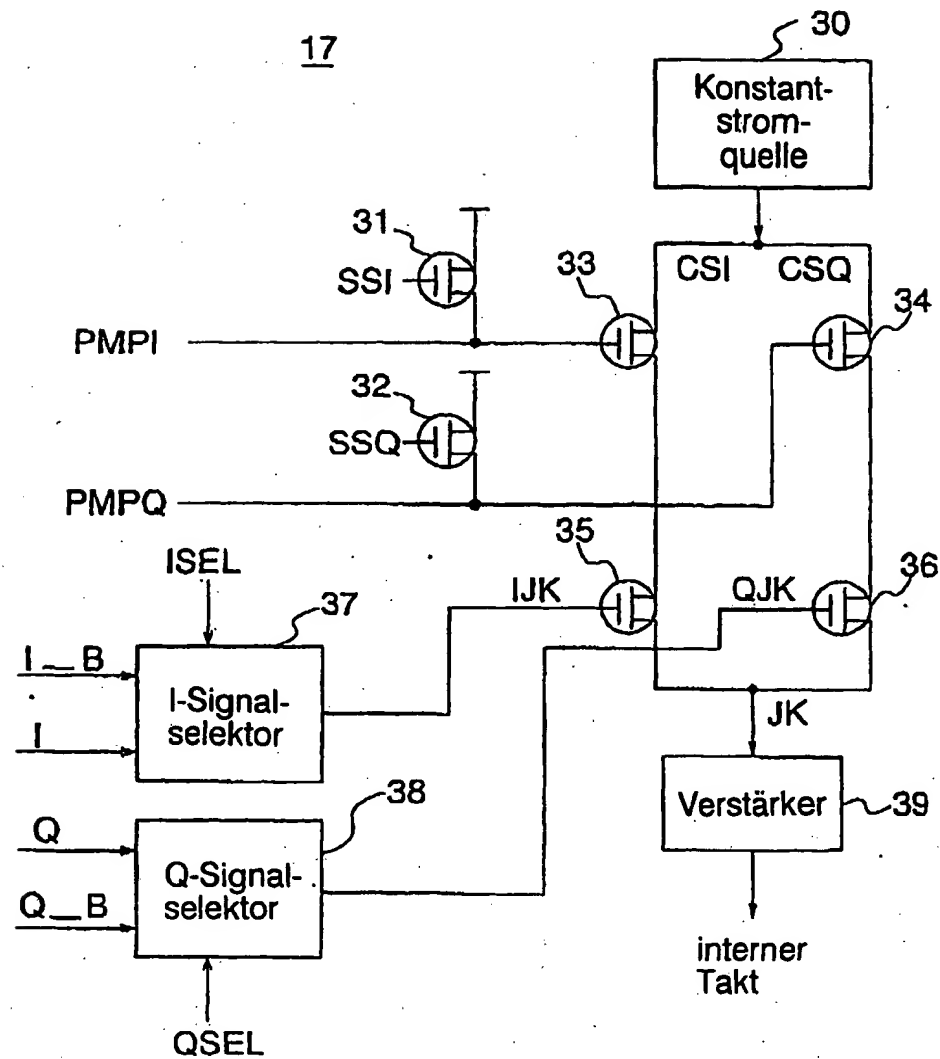 17
30
Konstant-
strom-
quelle
31
SSI
33
CSI
CSQ
34
PMPI
32
SSQ
PMPQ
35
IJK
QJK
36
ISEL
37
I_B
I
I-Signal-
selektor
JK
38
Verstärker
39
Q
Q_B
Q-Signal-
selektor
interner
Takt
QSEL